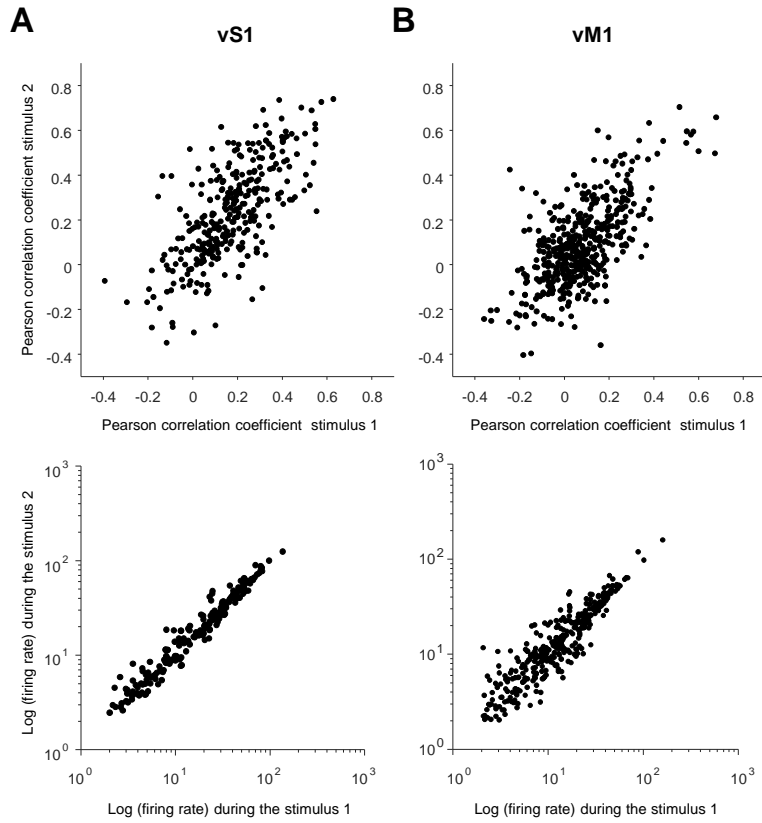 A
vS1
B
vM1
Pearson correlation coefficient stimulus 2
0.8
0.6
0.4
0.2
0
-0.2
-0.4
-0.4 -0.2 0 0.2 0.4 0.6 0.8
Pearson correlation coefficient stimulus 1
0.8
0.6
0.4
0.2
0
-0.2
-0.4
-0.4 -0.2 0 0.2 0.4 0.6 0.8
Pearson correlation coefficient stimulus 1
Log (firing rate) during the stimulus 2
10³
10²
10¹
10⁰
10⁰ 10¹ 10² 10³
Log (firing rate) during the stimulus 1
10³
10²
10¹
10⁰
10⁰ 10¹ 10² 10³
Log (firing rate) during the stimulus 1